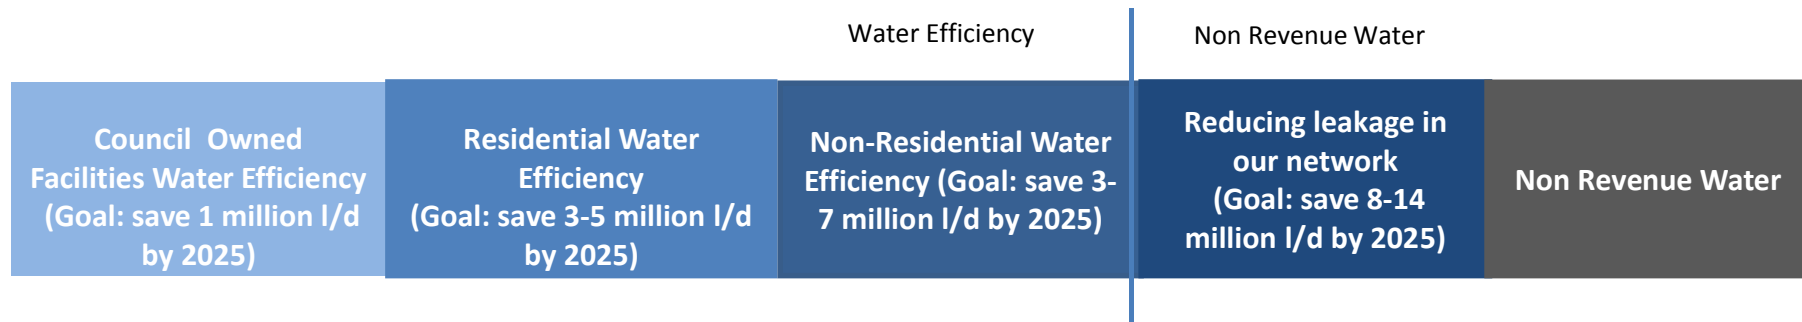 Water Efficiency
Non Revenue Water
Council  Owned
Facilities Water Efficiency
(Goal: save 1 million l/d
by 2025)
Residential Water
Efficiency
(Goal: save 3-5 million l/d
by 2025)
Non-Residential Water
Efficiency (Goal: save 3-
7 million l/d by 2025)
Reducing leakage in
our network
(Goal: save 8-14
million l/d by 2025)
Non Revenue Water